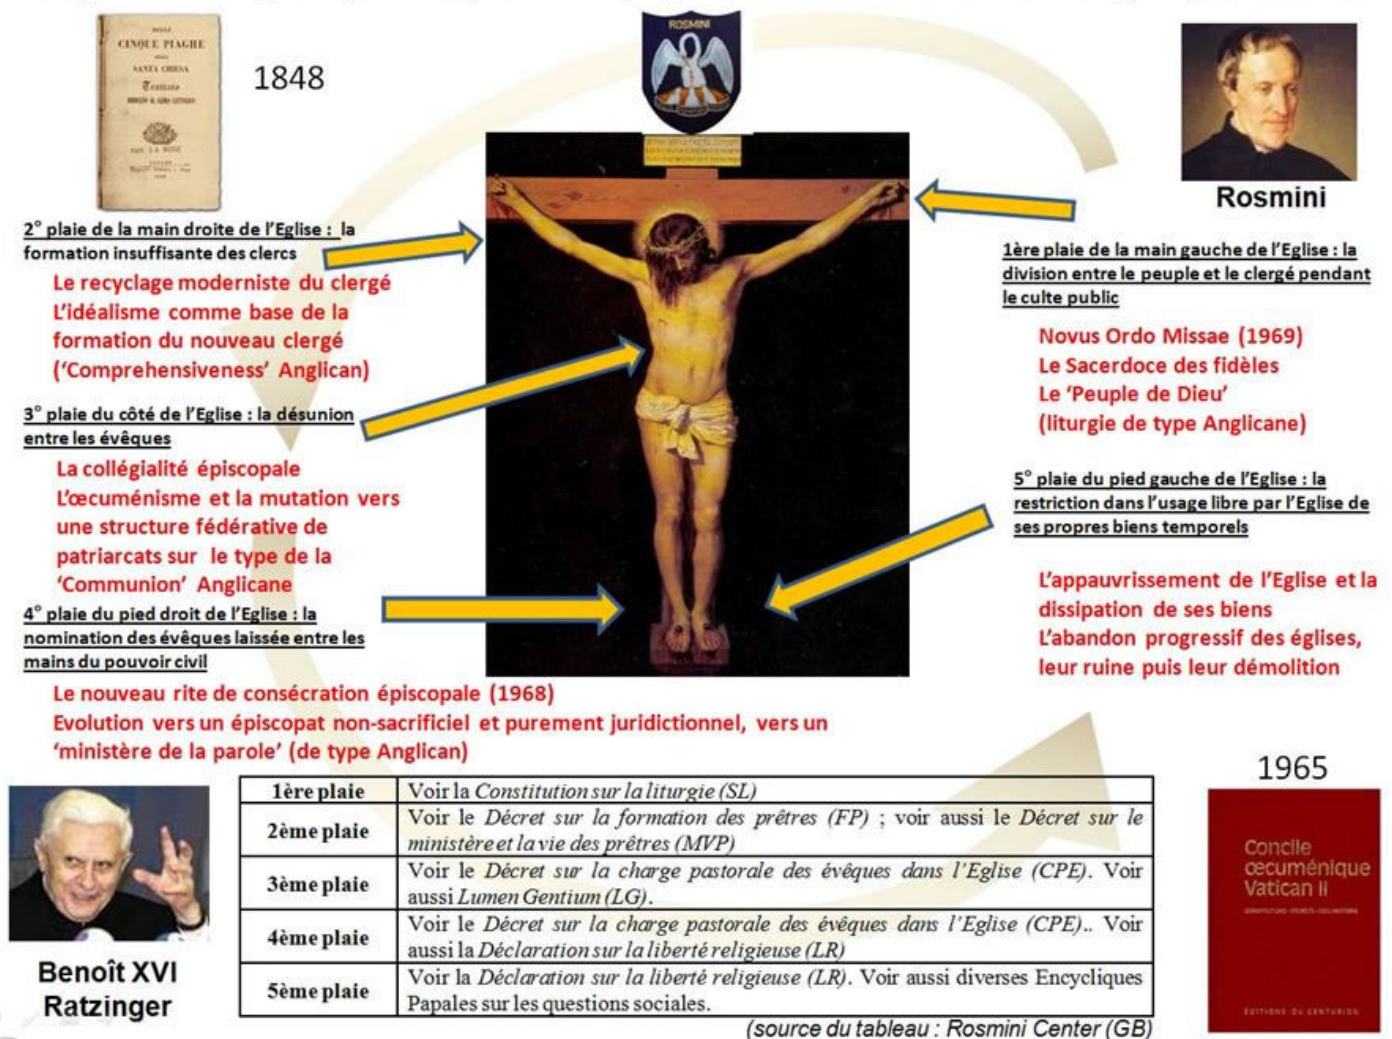 DELLE
CINQUE PIAGHE
DELLA
SANTA CHIESA
Trattato
1848
ROSMINI
Rosmini
2° plaie de la main droite de l'Eglise : la
formation insuffisante des clercs
Le recyclage moderniste du clergé
L'idéalisme comme base de la
formation du nouveau clergé
('Comprehensiveness' Anglican)
3° plaie du côté de l'Eglise : la désunion
entre les évêques
La collégialité épiscopale
L'œcuménisme et la mutation vers
une structure fédérative de
patriarcats sur le type de la
'Communion' Anglicane
4° plaie du pied droit de l'Eglise : la
nomination des évêques laissée entre les
mains du pouvoir civil
Le nouveau rite de consécration épiscopale (1968)
Evolution vers un épiscopat non-sacrificiel et purement juridictionnel, vers un
'ministère de la parole' (de type Anglican)
1ère plaie de la main gauche de l'Eglise : la
division entre le peuple et le clergé pendant
le culte public
Novus Ordo Missae (1969)
Le Sacerdoce des fidèles
Le 'Peuple de Dieu'
(liturgie de type Anglicane)
5° plaie du pied gauche de l'Eglise : la
restriction dans l'usage libre par l'Eglise de
ses propres biens temporels
L'appauvrissement de l'Eglise et la
dissipation de ses biens
L'abandon progressif des églises,
leur ruine puis leur démolition
Benoît XVI
Ratzinger
1ère plaie Voir la Constitution sur la liturgie (SL)
2ème plaie Voir le Décret sur la formation des prêtres (FP) ; voir aussi le Décret sur le
ministère et la vie des prêtres (MVP)
3ème plaie Voir le Décret sur la charge pastorale des évêques dans l'Eglise (CPE). Voir
aussi Lumen Gentium (LG).
4ème plaie Voir le Décret sur la charge pastorale des évêques dans l'Eglise (CPE).. Voir
aussi la Déclaration sur la liberté religieuse (LR)
5ème plaie Voir la Déclaration sur la liberté religieuse (LR). Voir aussi diverses Encycliques
Papales sur les questions sociales.
(source du tableau : Rosmini Center (GB)
1965
Concile
œcuménique
Vatican II
CONSTITUTIONS • DÉCRETS • DÉCLARATIONS
ÉDITIONS DU CENTURION